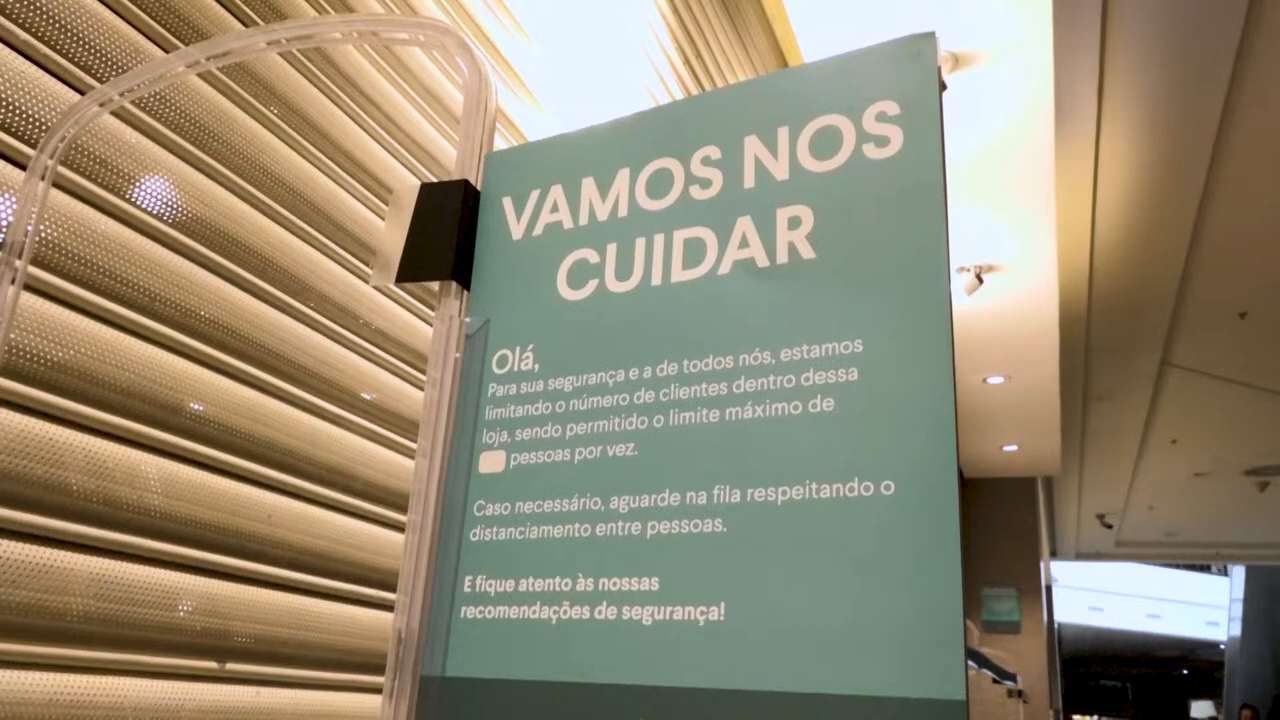 VAMOS NOS
CUIDAR
Olá,
Para sua segurança e a de todos nós, estamos
limitando o número de clientes dentro dessa
loja, sendo permitido o limite máximo de
pessoas por vez.
Caso necessário, aguarde na fila respeitando o
distanciamento entre pessoas.
E fique atento às nossas
recomendações de segurança!